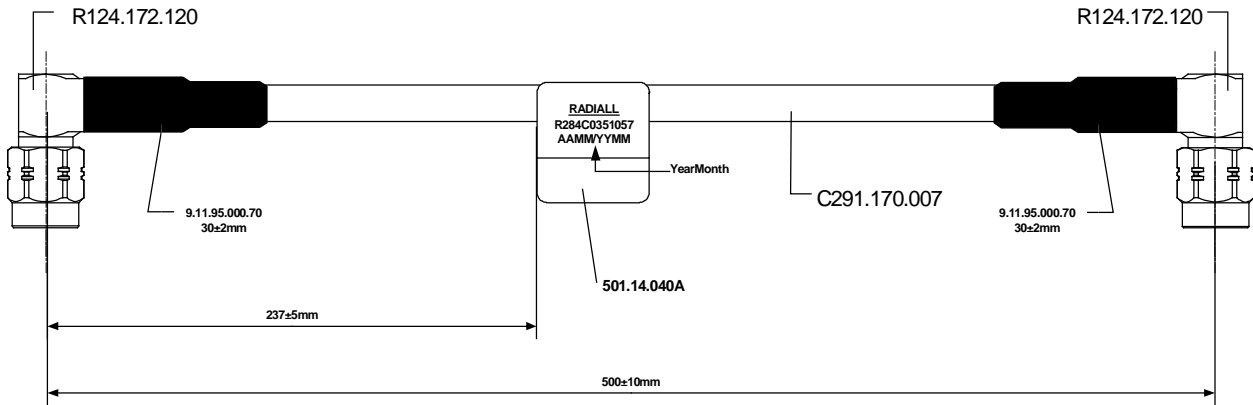 R124.172.120
R124.172.120
RADIALL
R284C0351057
AAMM/YYMM
YearMonth
C291.170.007
9.11.95.000.70
30±2mm
9.11.95.000.70
30±2mm
501.14.040A
237±5mm
500±10mm